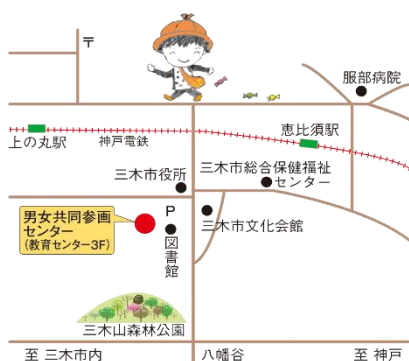 〒
服部病院
上の丸駅
神戸電鉄
恵比須駅
三木市役所
三木市総合保健福祉
センター
男女共同参画
センター
(教育センター3F)
P
図書館
三木市文化会館
三木山森林公園
至 三木市内
八幡谷
至 神戸